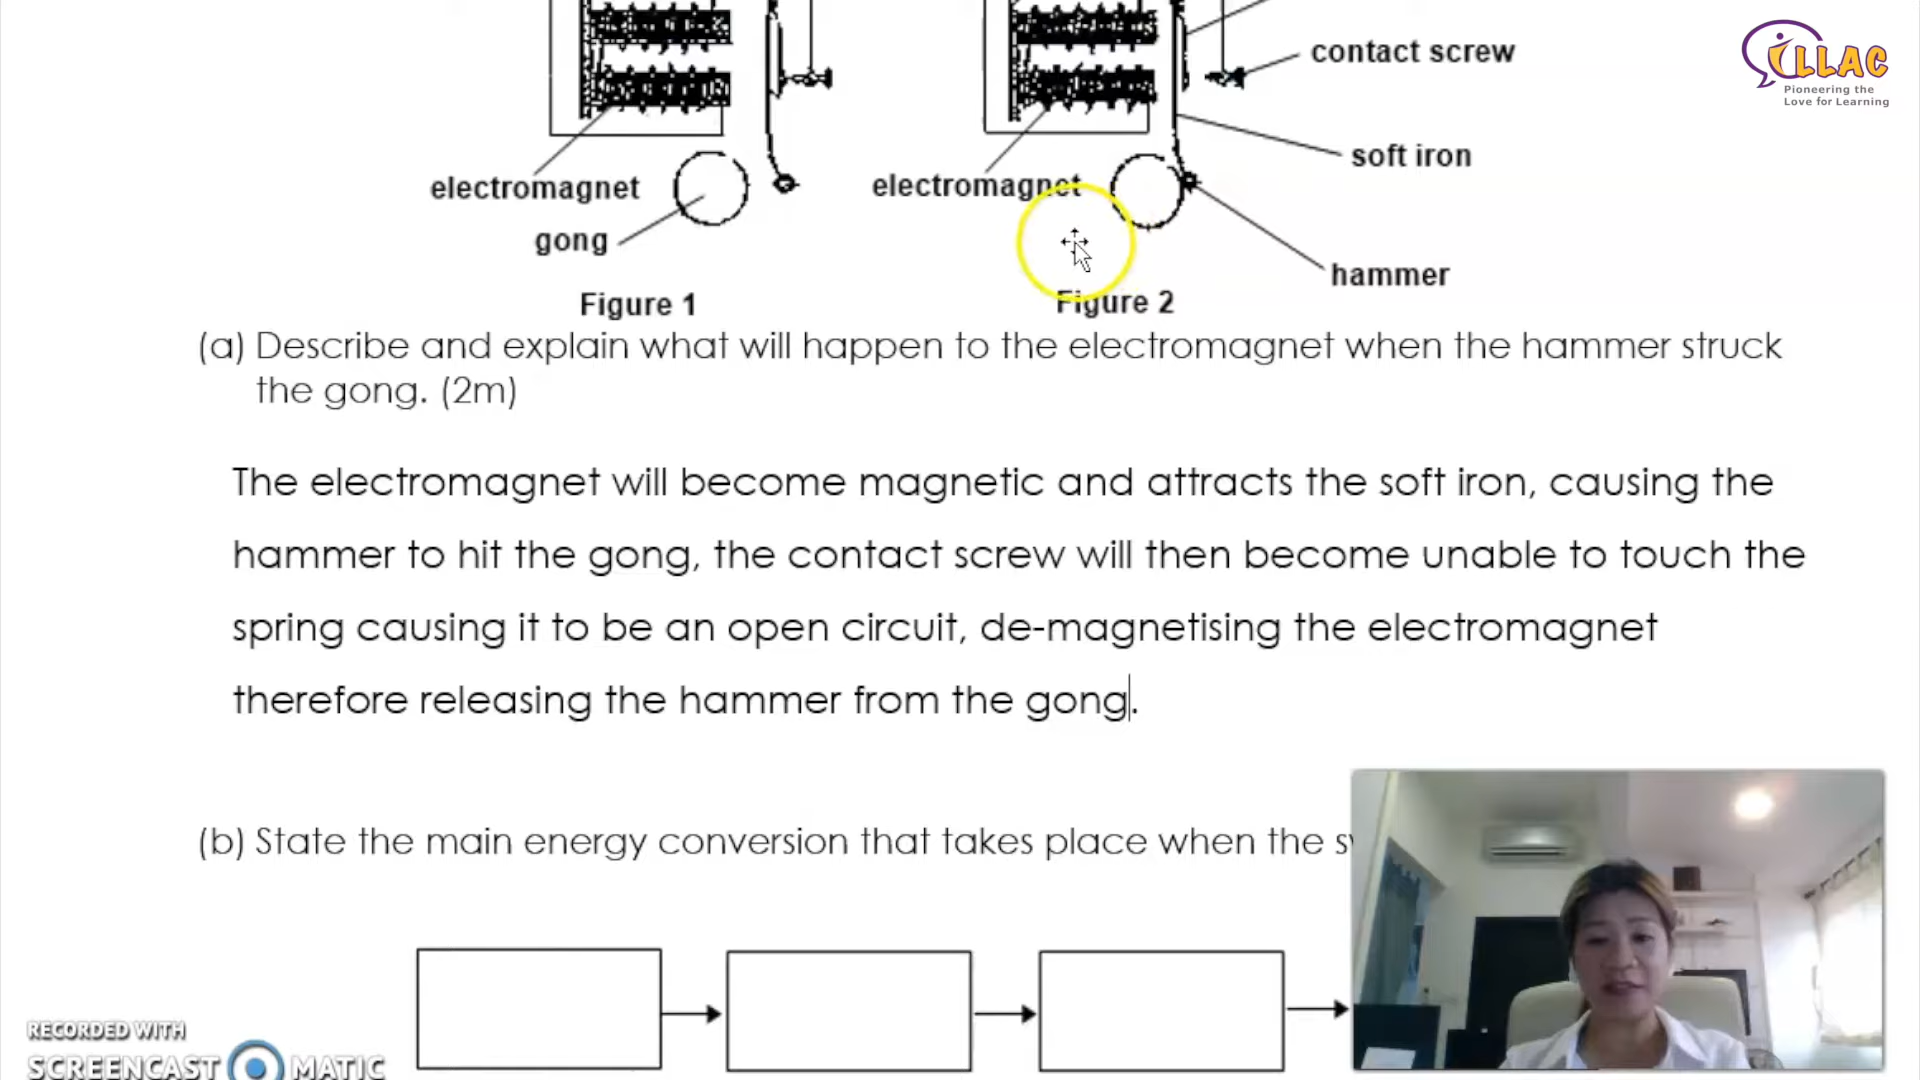 contact screw
iLLAC
Pioneering the
Love for Learning
soft iron
electromagnet
electromagnet
gong
hammer
Figure 1
Figure 2
(a) Describe and explain what will happen to the electromagnet when the hammer struck
the gong. (2m)
The electromagnet will become magnetic and attracts the soft iron, causing the
hammer to hit the gong, the contact screw will then become unable to touch the
spring causing it to be an open circuit, de-magnetising the electromagnet
therefore releasing the hammer from the gong.
(b) State the main energy conversion that takes place when the
RECORDED WITH
SCREENCAST MATIC